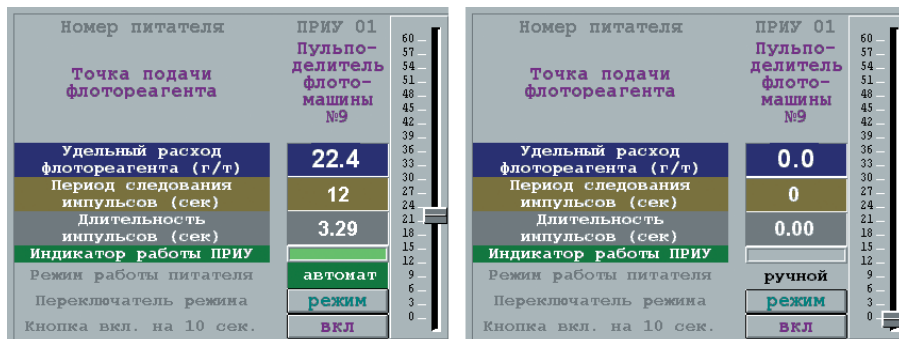 Номер питателя
ПРИУ 01
Точка подачи
флотореагента
Пульпо-
делитель
флото-
машины
№9
Удельный расход
флотореагента (г/т)
22.4
Период следования
импульсов (сек)
12
Длительность
импульсов (сек)
3.29
Индикатор работы ПРИУ
Режим работы питателя
автомат
Переключатель режима
режим
Кнопка вкл. на 10 сек.
вкл
60
57
54
51
48
45
42
39
36
33
30
27
24
21
18
15
12
9
6
3
0
Номер питателя
ПРИУ 01
Точка подачи
флотореагента
Пульпо-
делитель
флото-
машины
№9
Удельный расход
флотореагента (г/т)
0.0
Период следования
импульсов (сек)
0
Длительность
импульсов (сек)
0.00
Индикатор работы ПРИУ
Режим работы питателя
ручной
Переключатель режима
режим
Кнопка вкл. на 10 сек.
вкл
60
57
54
51
48
45
42
39
36
33
30
27
24
21
18
15
12
9
6
3
0